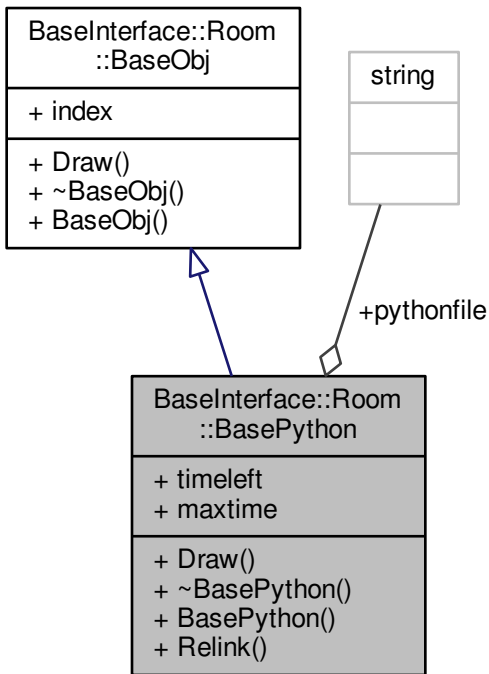 BaseInterface::Room
::BaseObj
+ index
+ Draw()
+ ~BaseObj()
+ BaseObj()
string
+pythonfile
BaseInterface::Room
::BasePython
+ timeleft
+ maxtime
+ Draw()
+ ~BasePython()
+ BasePython()
+ Relink()